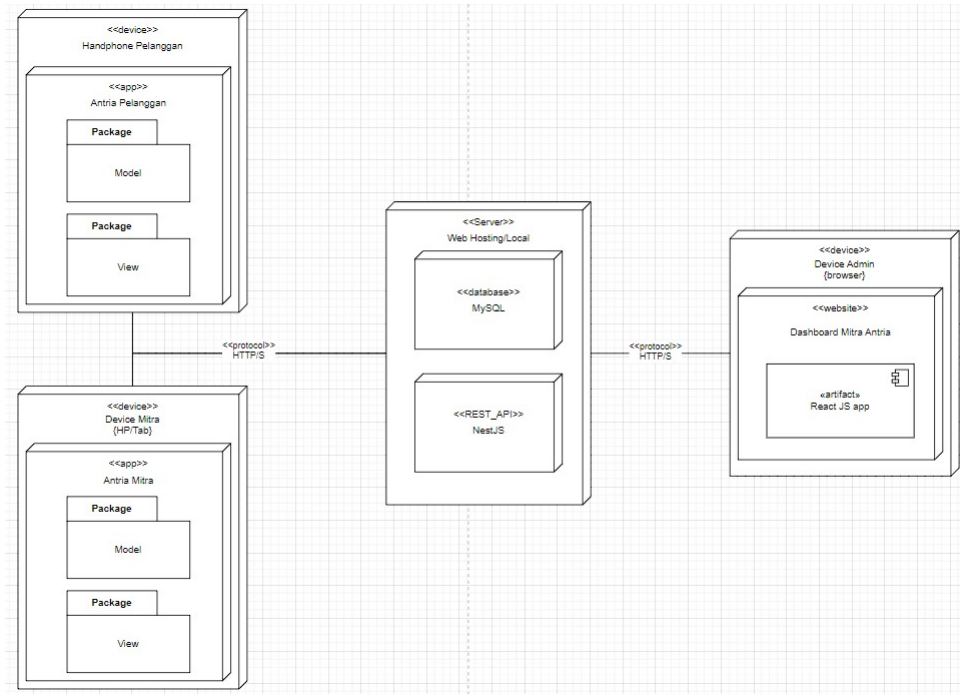 <<device>>
Handphone Pelanggan
<<app>>
Antria Pelanggan
Package
Model
Package
View
<<protocol>>
HTTP/S
<<device>>
Device Mitra
{HP/Tab}
<<app>>
Antria Mitra
Package
Model
Package
View
<<Server>>
Web Hosting/Local
<<database>>
MySQL
<<REST_API>>
NestJS
<<protocol>>
HTTP/S
<<device>>
Device Admin
{browser}
<<website>>
Dashboard Mitra Antria
«artifact»
React JS app